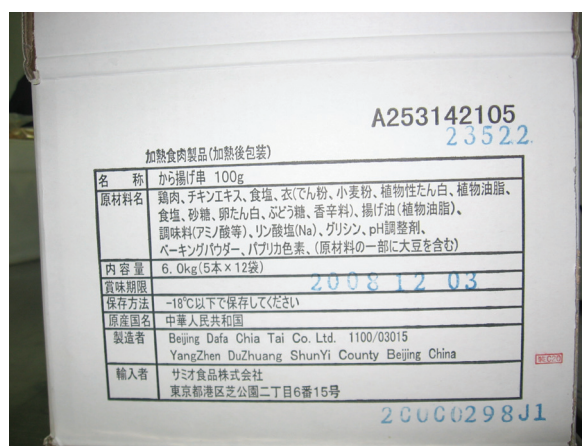 A253142105
23522
加熱食肉製品(加熱後包装)
名 称 から揚げ串 100g
原材料名 鶏肉、チキンエキス、食塩、衣(でん粉、小麦粉、植物性たん白、植物油脂、
食塩、砂糖、卵たん白、ぶどう糖、香辛料)、揚げ油(植物油脂)、
調味料(アミノ酸等)、リン酸塩(Na)、グリシン、pH調整剤、
ベーキングパウダー、パプリカ色素、(原材料の一部に大豆を含む)
内 容 量 6.0kg(5本×12袋)
賞味期限 2008 12 03
保存方法 -18℃以下で保存してください
原産国名 中華人民共和国
製造者 Beijing Dafa Chia Tai Co. Ltd. 1100/03015
YangZhen DuZhuang ShunYi County Beijing China
輸入者 サミオ食品株式会社
東京都港区芝公園二丁目6番15号
20000298J1